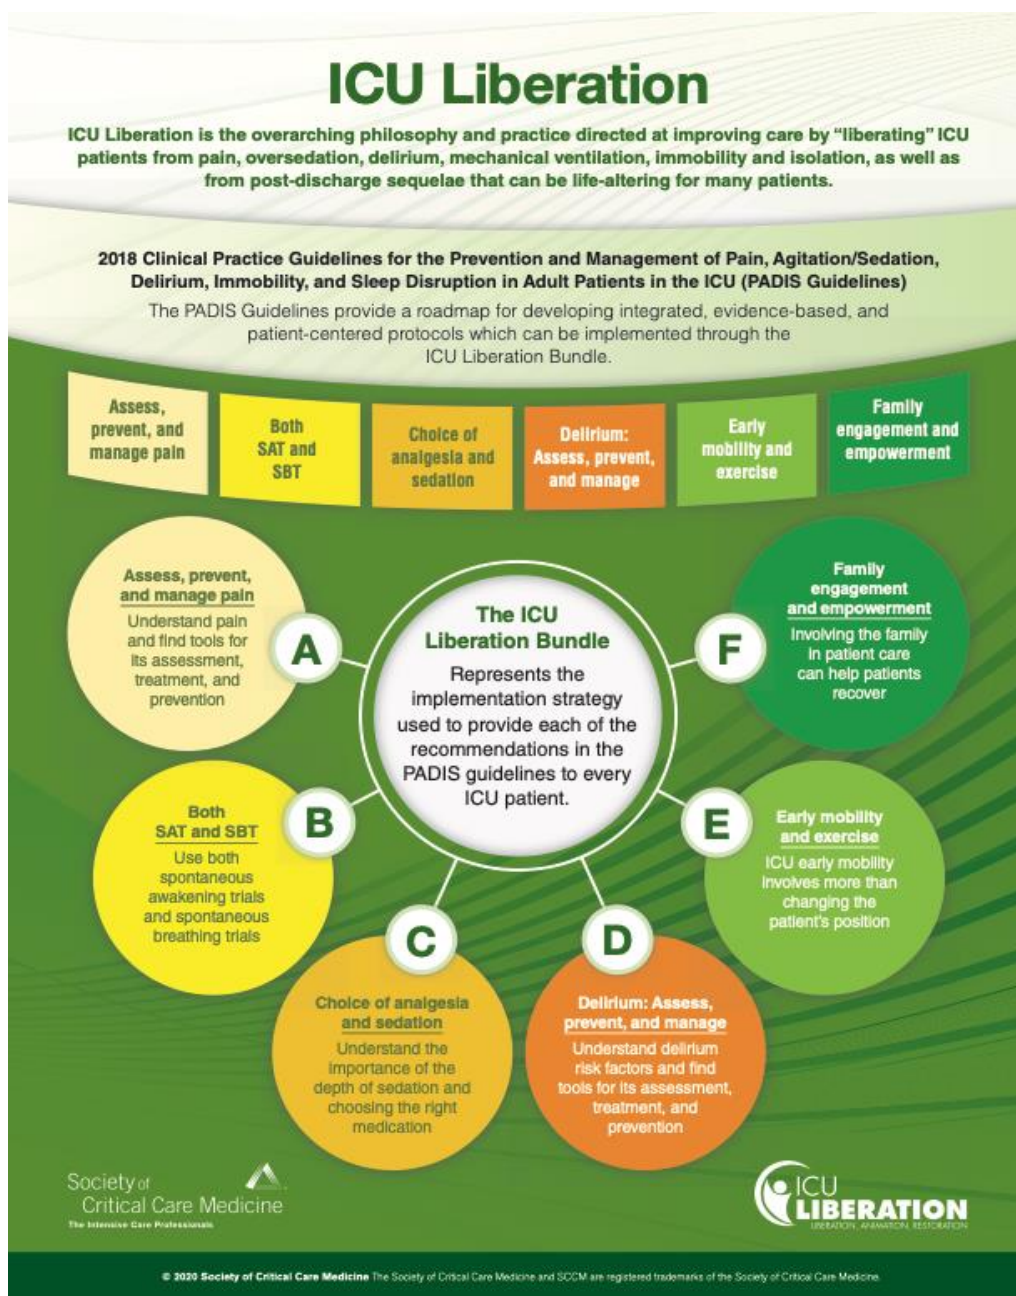 ICU Liberation
ICU Liberation is the overarching philosophy and practice directed at improving care by “liberating” ICU
patients from pain, oversedation, delirium, mechanical ventilation, immobility and isolation, as well as
from post-discharge sequelae that can be life-altering for many patients.
2018 Clinical Practice Guidelines for the Prevention and Management of Pain, Agitation/Sedation,
Delirium, Immobility, and Sleep Disruption in Adult Patients in the ICU (PADIS Guidelines)
The PADIS Guidelines provide a roadmap for developing integrated, evidence-based, and
patient-centered protocols which can be implemented through the
ICU Liberation Bundle.
Assess,
prevent, and
manage pain
Both
SAT and
SBT
Choice of
analgesia and
sedation
Delirium:
Assess, prevent,
and manage
Early
mobility and
exercise
Family
engagement and
empowerment
Assess, prevent,
and manage pain
Understand pain
and find tools for
its assessment,
treatment, and
prevention
A
Both
SAT and SBT
Use both
spontaneous
awakening trials
and spontaneous
breathing trials
B
Choice of analgesia
and sedation
Understand the
importance of the
depth of sedation and
choosing the right
medication
C
The ICU
Liberation Bundle
Represents the
implementation strategy
used to provide each of the
recommendations in the
PADIS guidelines to every
ICU patient.
D
Delirium: Assess,
prevent, and manage
Understand delirium
risk factors and find
tools for its assessment,
treatment, and
prevention
E
Early mobility
and exercise
ICU early mobility
involves more than
changing the
patient’s position
F
Family
engagement
and empowerment
Involving the family
in patient care
can help patients
recover
Society of
Critical Care Medicine
The Intensive Care Professionals
ICU
LIBERATION
LIBERATION, ANIMATION, RESTORATION
© 2020 Society of Critical Care Medicine The Society of Critical Care Medicine and SCCM are registered trademarks of the Society of Critical Care Medicine.